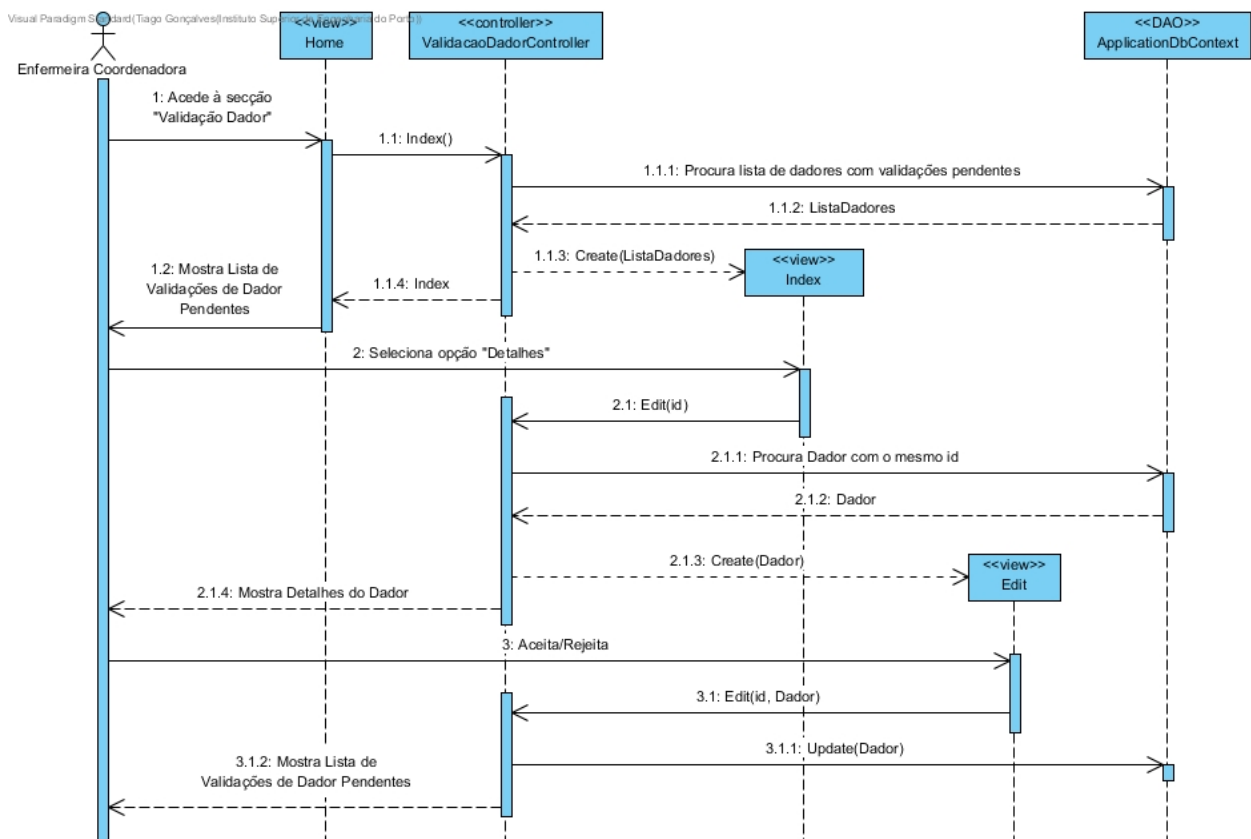 Visual Paradigm Standard(Tiago Gonçalves(Instituto Superior de Engenharia do Porto))
<<view>>
Home
<<controller>>
ValidacaoDadorController
<<DAO>>
ApplicationDbContext
Enfermeira Coordenadora
1: Acede à secção
"Validação Dador"
1.1: Index()
1.1.1: Procura lista de dadores com validações pendentes
1.1.2: ListaDadores
1.1.3: Create(ListaDadores)
<<view>>
Index
1.2: Mostra Lista de
Validações de Dador
Pendentes
1.1.4: Index
2: Seleciona opção "Detalhes"
2.1: Edit(id)
2.1.1: Procura Dador com o mesmo id
2.1.2: Dador
2.1.3: Create(Dador)
<<view>>
Edit
2.1.4: Mostra Detalhes do Dador
3: Aceita/Rejeita
3.1: Edit(id, Dador)
3.1.1: Update(Dador)
3.1.2: Mostra Lista de
Validações de Dador Pendentes